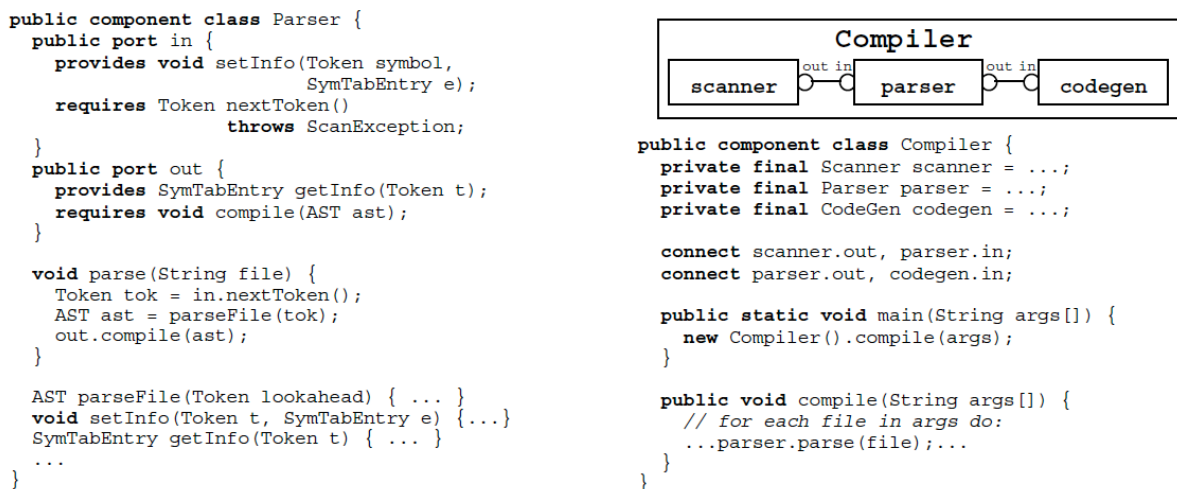 public component class Parser {
  public port in {
    provides void setInfo(Token symbol,
                          SymTabEntry e);
    requires Token nextToken()
                   throws ScanException;
  }
  public port out {
    provides SymTabEntry getInfo(Token t);
    requires void compile(AST ast);
  }

  void parse(String file) {
    Token tok = in.nextToken();
    AST ast = parseFile(tok);
    out.compile(ast);
  }

  AST parseFile(Token lookahead) { ... }
  void setInfo(Token t, SymTabEntry e) {...}
  SymTabEntry getInfo(Token t) { ... }
  ...
}
Compiler
scanner out in parser out in codegen
public component class Compiler {
  private final Scanner scanner = ...;
  private final Parser parser = ...;
  private final CodeGen codegen = ...;

  connect scanner.out, parser.in;
  connect parser.out, codegen.in;

  public static void main(String args[]) {
    new Compiler().compile(args);
  }

  public void compile(String args[]) {
    // for each file in args do:
    ...parser.parse(file);...
  }
}